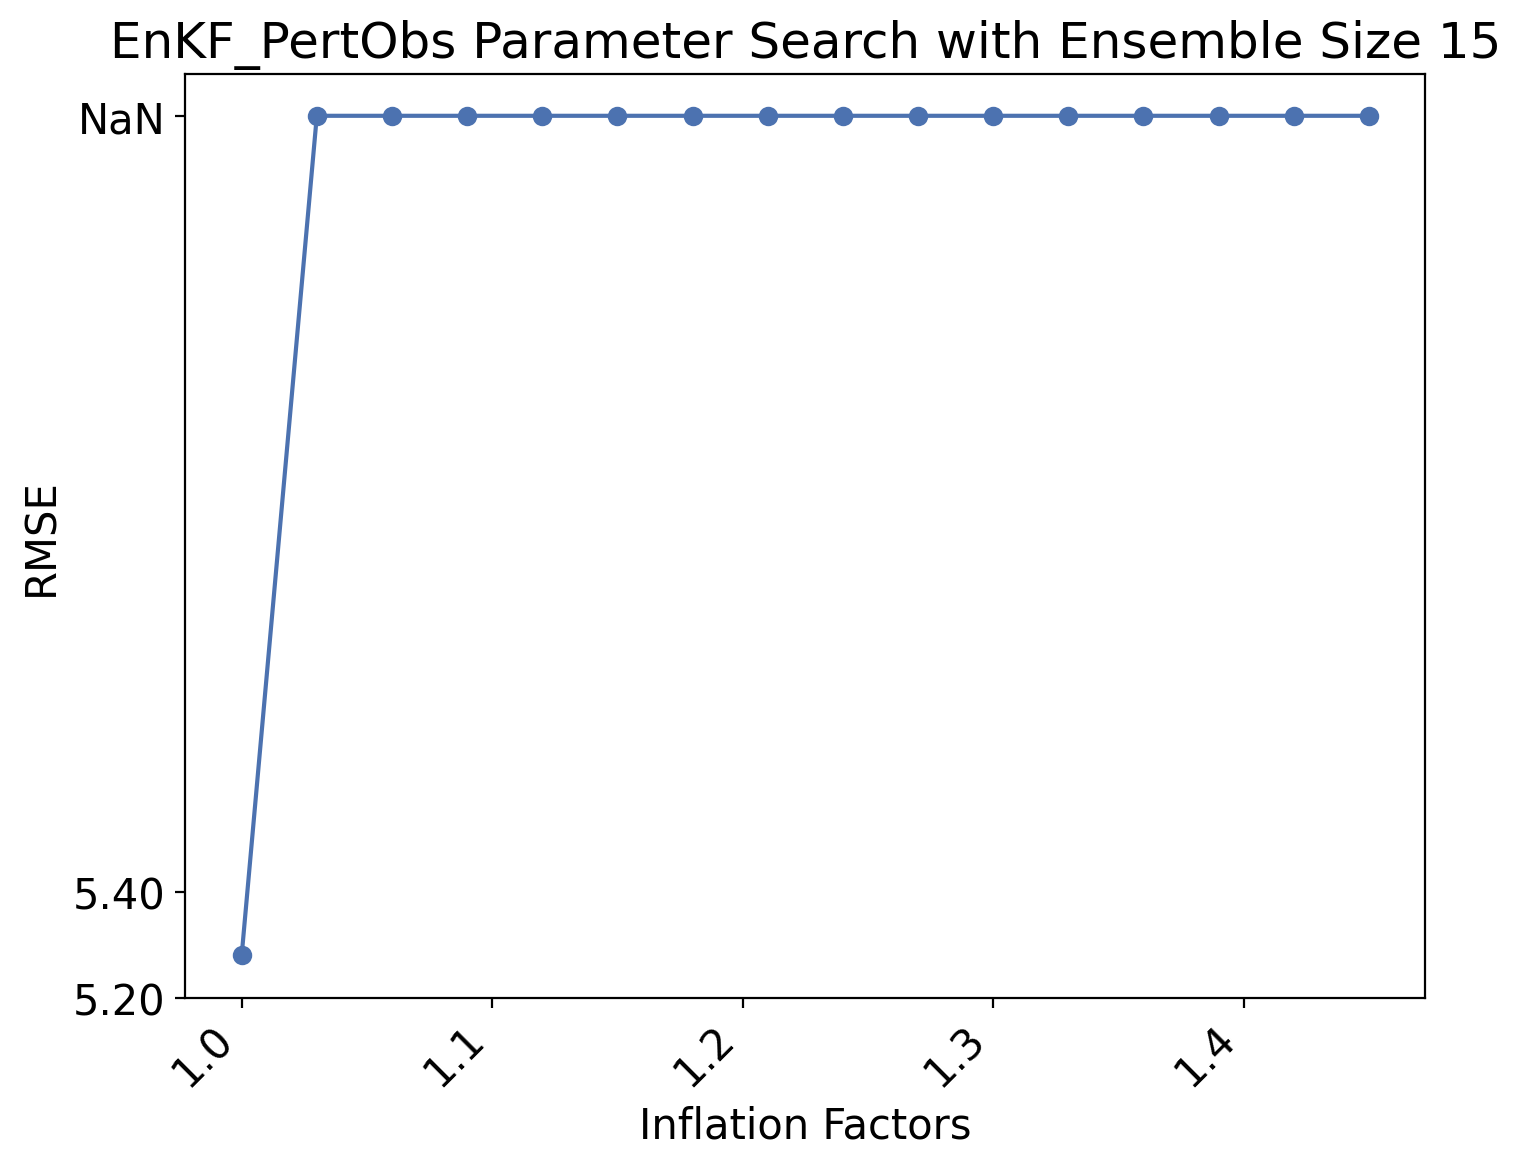 EnKF_PertObs Parameter Search with Ensemble Size 15
NaN
RMSE
5.40
5.20
1.0
1.1
1.2
1.3
1.4
Inflation Factors